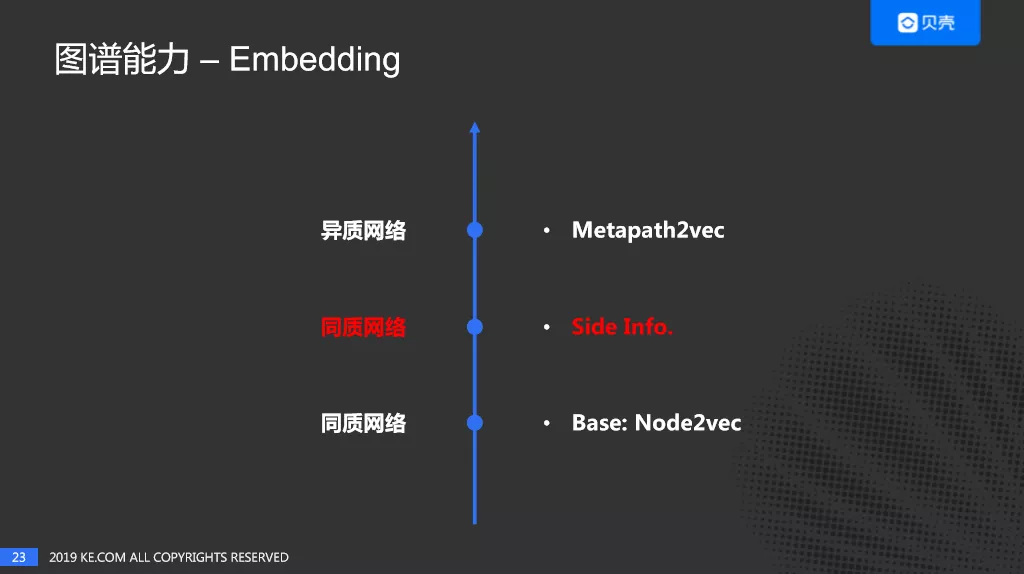 贝壳
图谱能力 – Embedding
异质网络 • Metapath2vec
同质网络 • Side Info.
同质网络 • Base: Node2vec
23 2019 KE.COM ALL COPYRIGHTS RESERVED